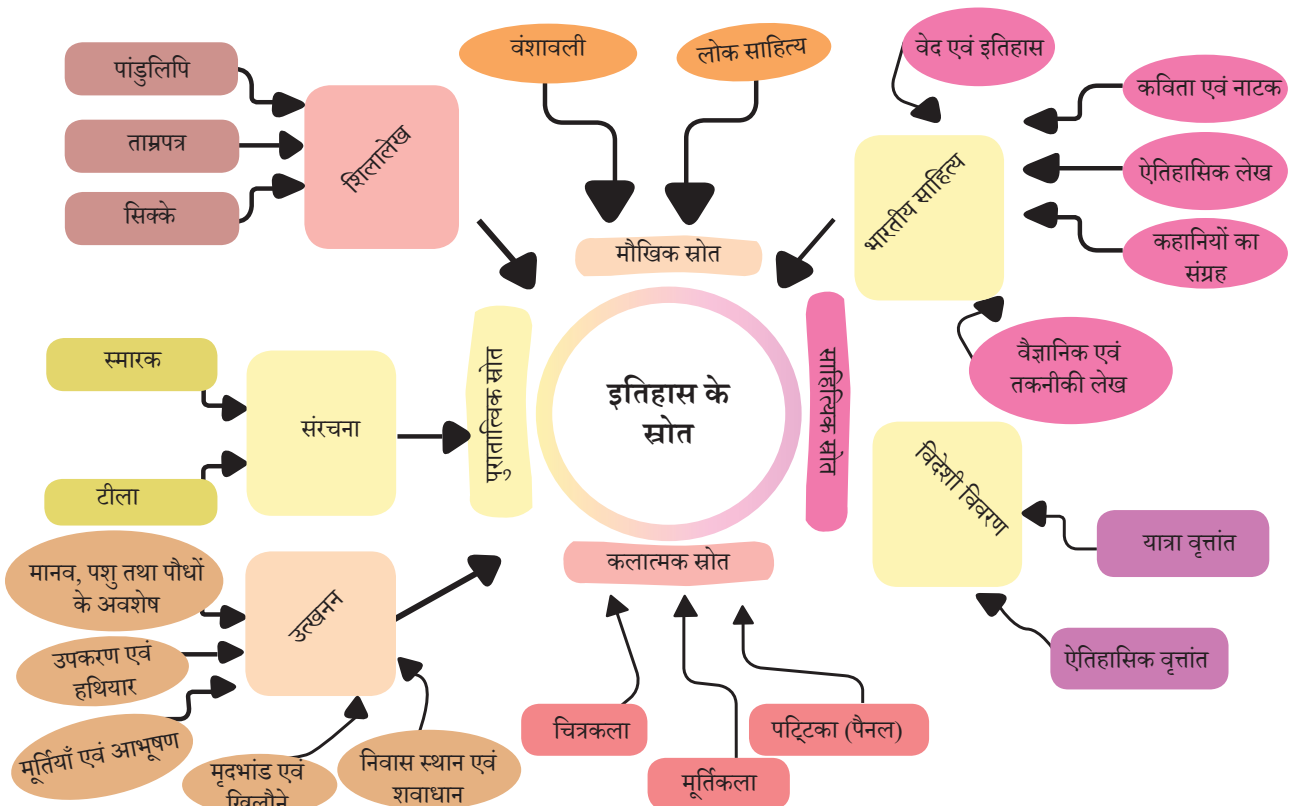 वंशावली
लोक साहित्य
वेद एवं इतिहास
पांडुलिपि
ताम्रपत्र
सिक्के
शिलालेख
कविता एवं नाटक
ऐतिहासिक लेख
कहानियों का
संग्रह
भारतीय साहित्य
मौखिक स्रोत
वैज्ञानिक एवं
तकनीकी लेख
स्मारक
टीला
संरचना
पुरातात्विक स्रोत
इतिहास के
स्रोत
साहित्यिक स्रोत
विदेशी विवरण
यात्रा वृत्तांत
ऐतिहासिक वृत्तांत
मानव, पशु तथा पौधों
के अवशेष
उपकरण एवं
हथियार
मूर्तियाँ एवं आभूषण
मृदभांड एवं
खिलौने
निवास स्थान एवं
शवाधान
उत्खनन
कलात्मक स्रोत
चित्रकला
मूर्तिकला
पट्टिका (पैनल)